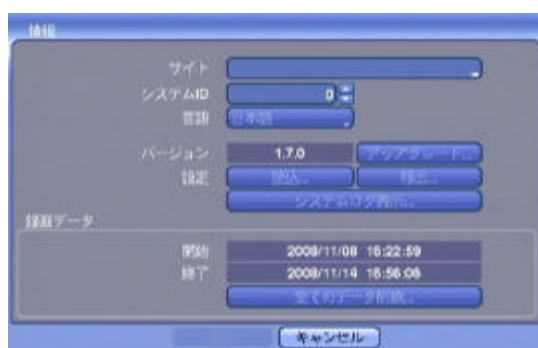 情報
サイト
システムID 0
言語 日本語
バージョン 1.7.0 アップグレード...
設定 読込... 
システムログ表示...
録画データ
開始 2008/11/08 16:22:59
終了 2008/11/14 16:56:06
全てのデータ削除...
キャンセル